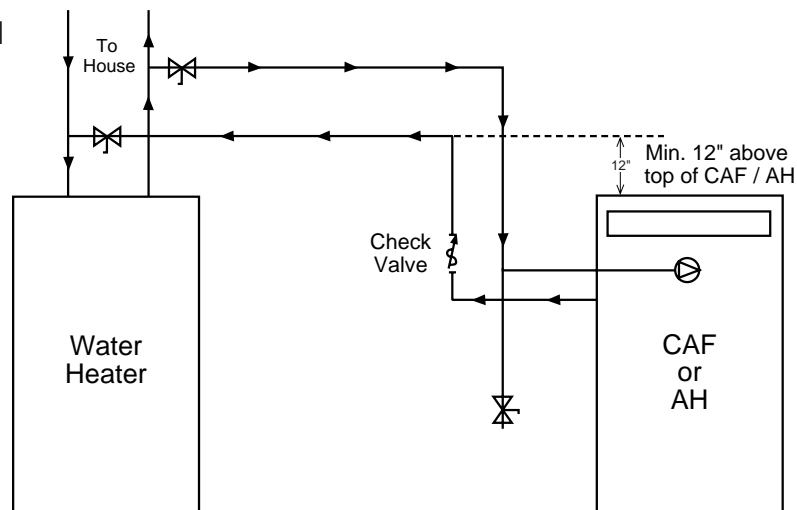 To
House
12"
Min. 12" above
top of CAF / AH
Check
Valve
Water
Heater
CAF
or
AH